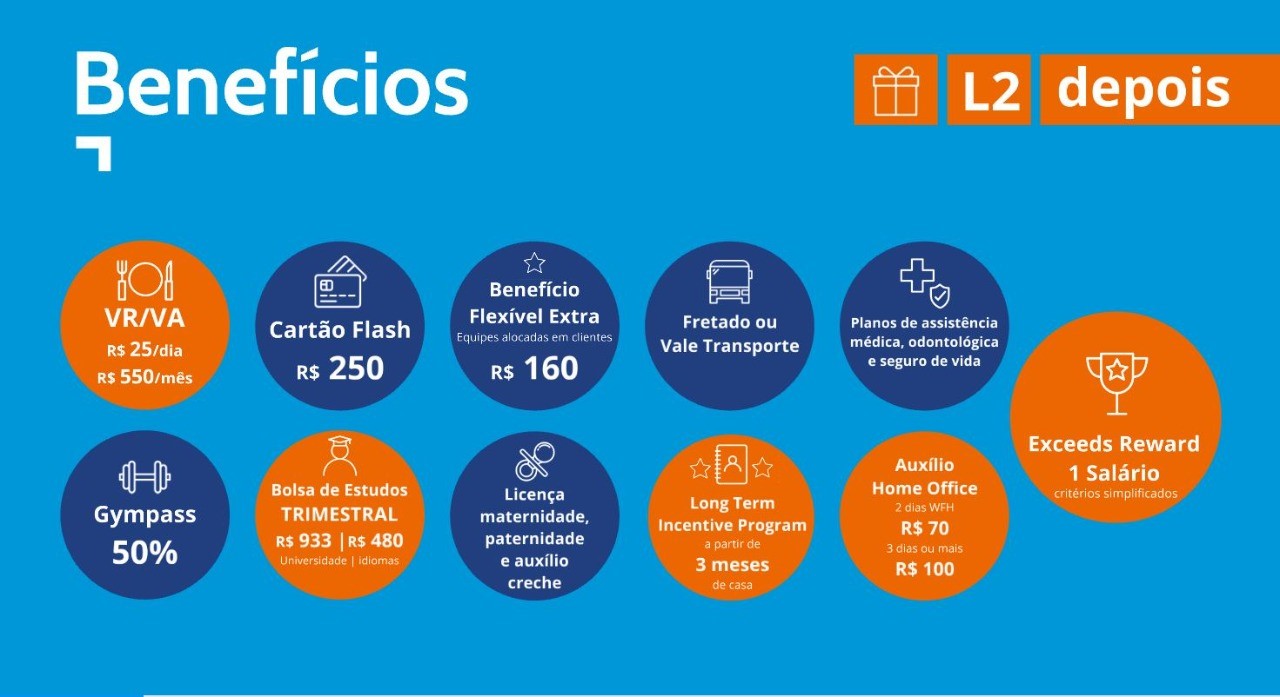 Benefícios
L2 depois
VR/VA
R$ 25/dia
R$ 550/mês
Cartão Flash
R$ 250
Benefício
Flexível Extra
Equipes alocadas em clientes
R$ 160
Fretado ou
Vale Transporte
Planos de assistência
médica, odontológica
e seguro de vida
Exceeds Reward
1 Salário
critérios simplificados
Gympass
50%
Bolsa de Estudos
TRIMESTRAL
R$ 933 |R$ 480
Universidade | idiomas
Licença
maternidade,
paternidade
e auxílio
creche
Long Term
Incentive Program
a partir de
3 meses
de casa
Auxílio
Home Office
2 dias WFH
R$ 70
3 dias ou mais
R$ 100